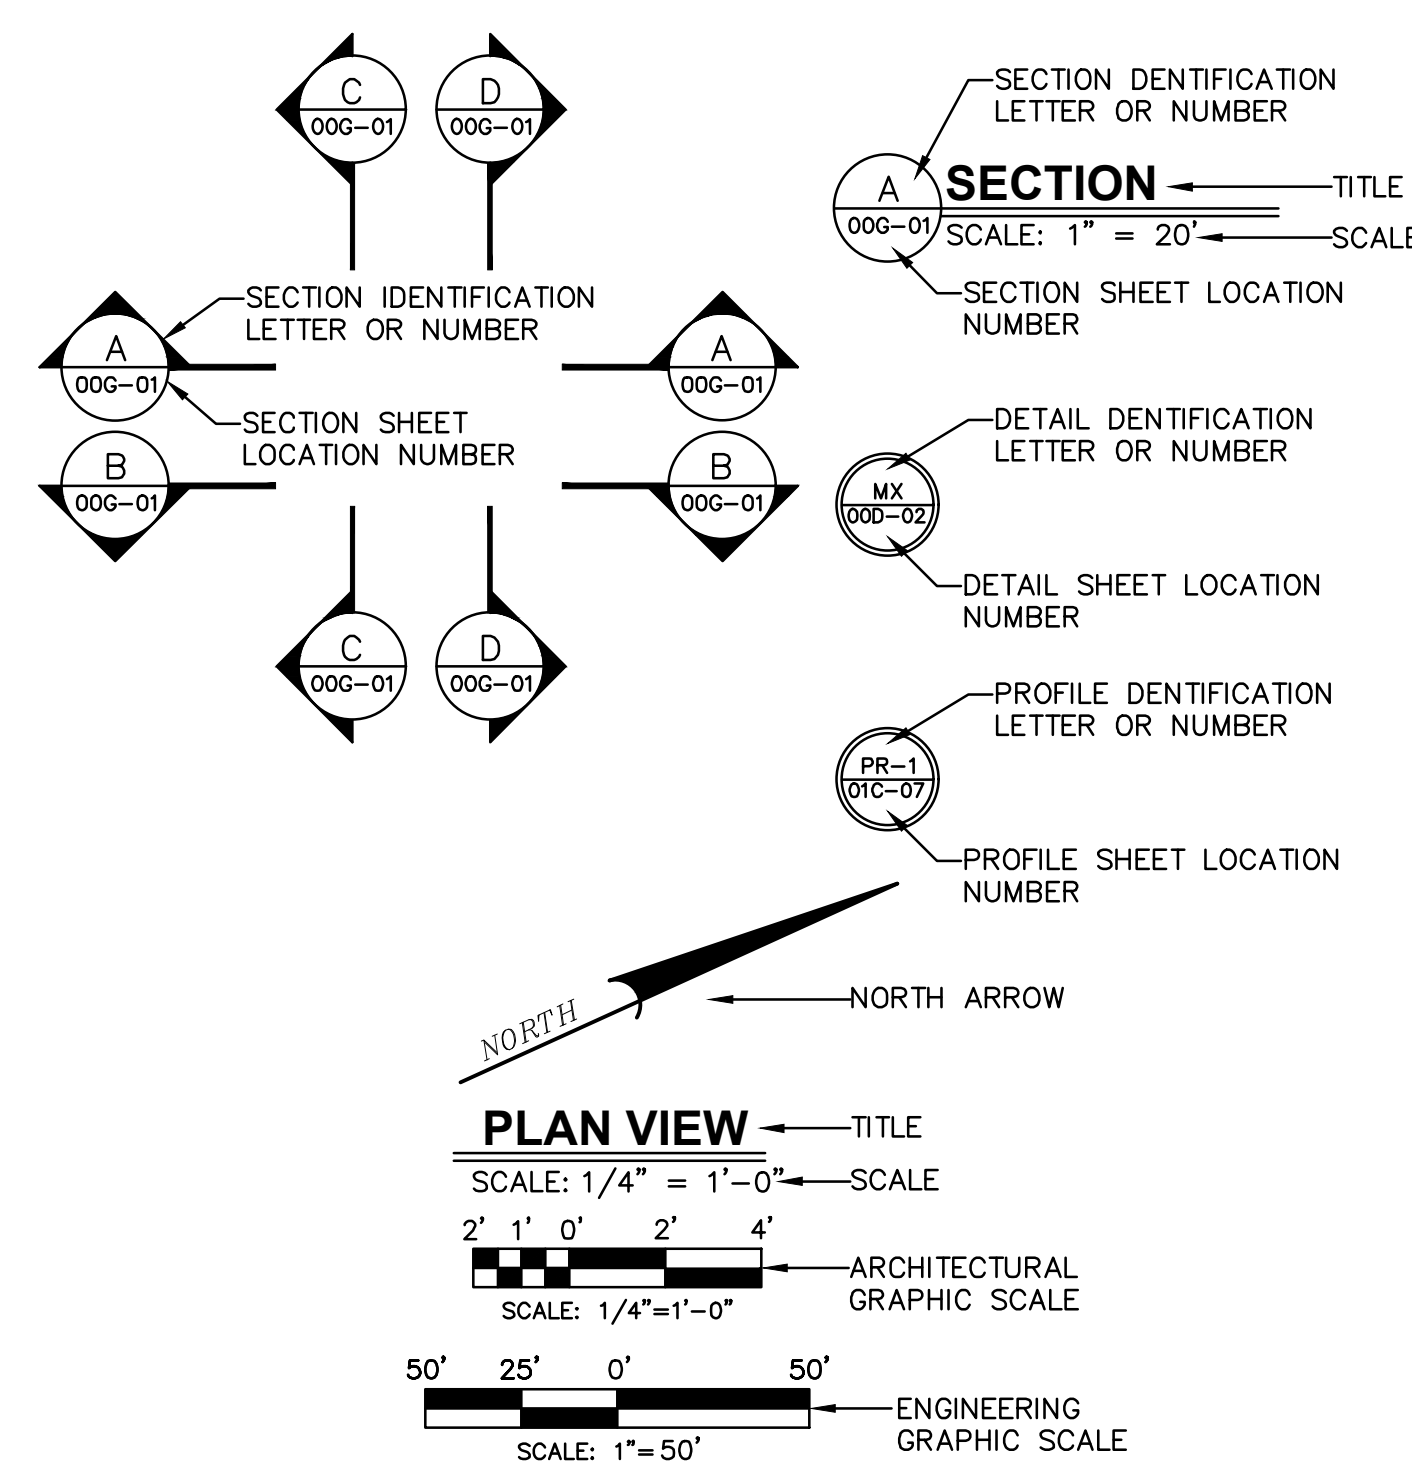 C
00G-01
D
00G-01
SECTION IDENTIFICATION
LETTER OR NUMBER
A
00G-01
A
00G-01
SECTION SHEET
LOCATION NUMBER
B
00G-01
B
00G-01
C
00G-01
D
00G-01
SECTION DENTIFICATION
LETTER OR NUMBER
A
00G-01
SECTION
TITLE
SCALE: 1" = 20'
SCALE
SECTION SHEET LOCATION
NUMBER
DETAIL DENTIFICATION
LETTER OR NUMBER
MX
00D-02
DETAIL SHEET LOCATION
NUMBER
PROFILE DENTIFICATION
LETTER OR NUMBER
PR-1
01C-07
PROFILE SHEET LOCATION
NUMBER
NORTH
NORTH ARROW
PLAN VIEW
TITLE
SCALE: 1/4" = 1'-0"
SCALE
2' 1' 0' 2' 4'
ARCHITECTURAL
GRAPHIC SCALE
SCALE: 1/4"=1'-0"
50' 25' 0' 50'
ENGINEERING
GRAPHIC SCALE
SCALE: 1"=50'